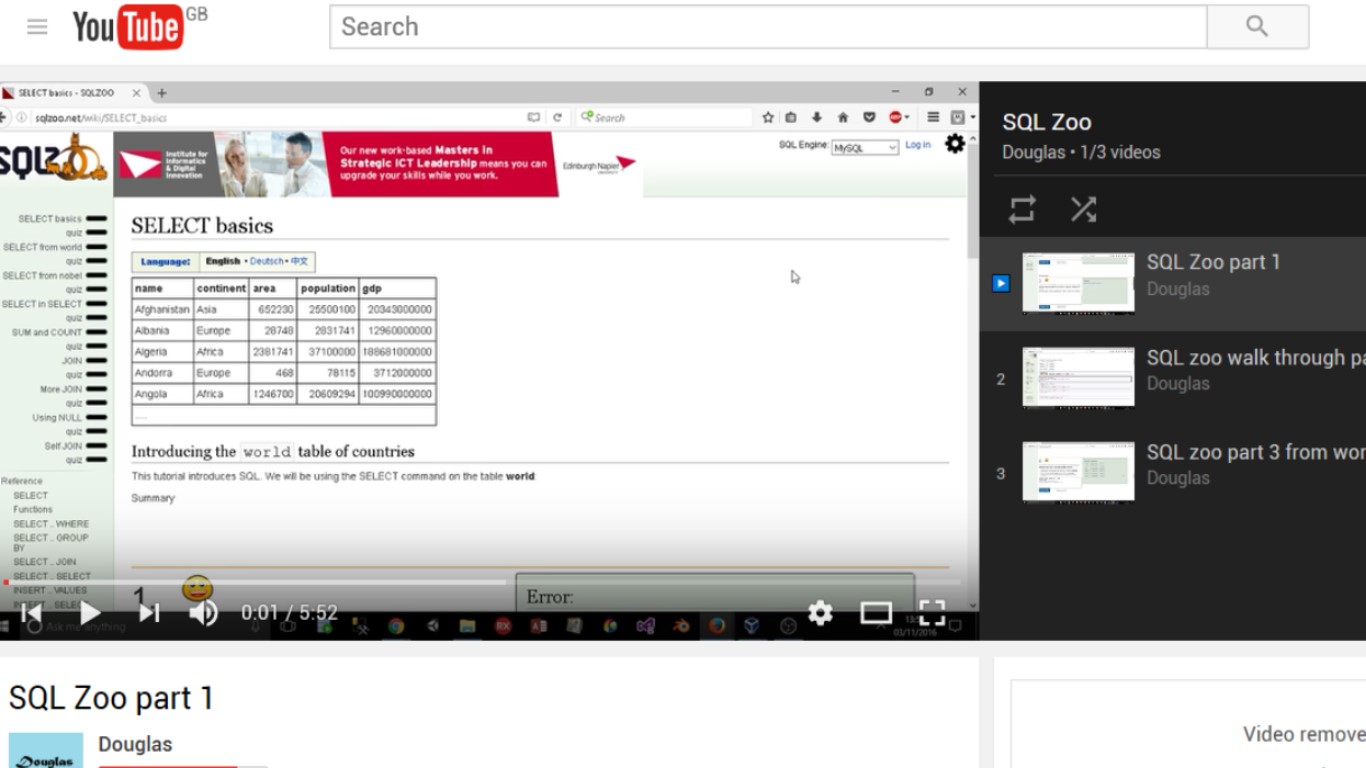 YouTube GB
Search
SELECT basics - SQLZOO
sqlzoo.net/wiki/SELECT_basics
Search
SQLZOO
Institute for
Informatics
& Digital
Innovation
Our new work-based Masters in
Strategic ICT Leadership means you can
upgrade your skills while you work.
Edinburgh Napier
UNIVERSITY
SQL Engine: MySQL
Log in
SELECT basics
quiz
SELECT from world
quiz
SELECT from nobel
quiz
SELECT in SELECT
quiz
SUM and COUNT
quiz
JOIN
quiz
More JOIN
quiz
Using NULL
quiz
Self JOIN
quiz
Reference
SELECT
Functions
SELECT .. WHERE
SELECT .. GROUP
BY
SELECT .. JOIN
SELECT .. SELECT
INSERT .. VALUES
SELECT basics
Language: English • Deutsch • 中文
name continent area population gdp
Afghanistan Asia 652230 25500100 20343000000
Albania Europe 28748 2831741 12960000000
Algeria Africa 2381741 37100000 188681000000
Andorra Europe 468 78115 3712000000
Angola Africa 1246700 20609294 100990000000
....
Introducing the world table of countries
This tutorial introduces SQL. We will be using the SELECT command on the table world:
Summary
1.
Error:
0:01 / 5:52
Ask me anything
03/11/2016
SQL Zoo
Douglas • 1/3 videos
SQL Zoo part 1
Douglas
2
SQL zoo walk through pa
Douglas
3
SQL zoo part 3 from wor
Douglas
SQL Zoo part 1
Douglas
Douglas
Video remove